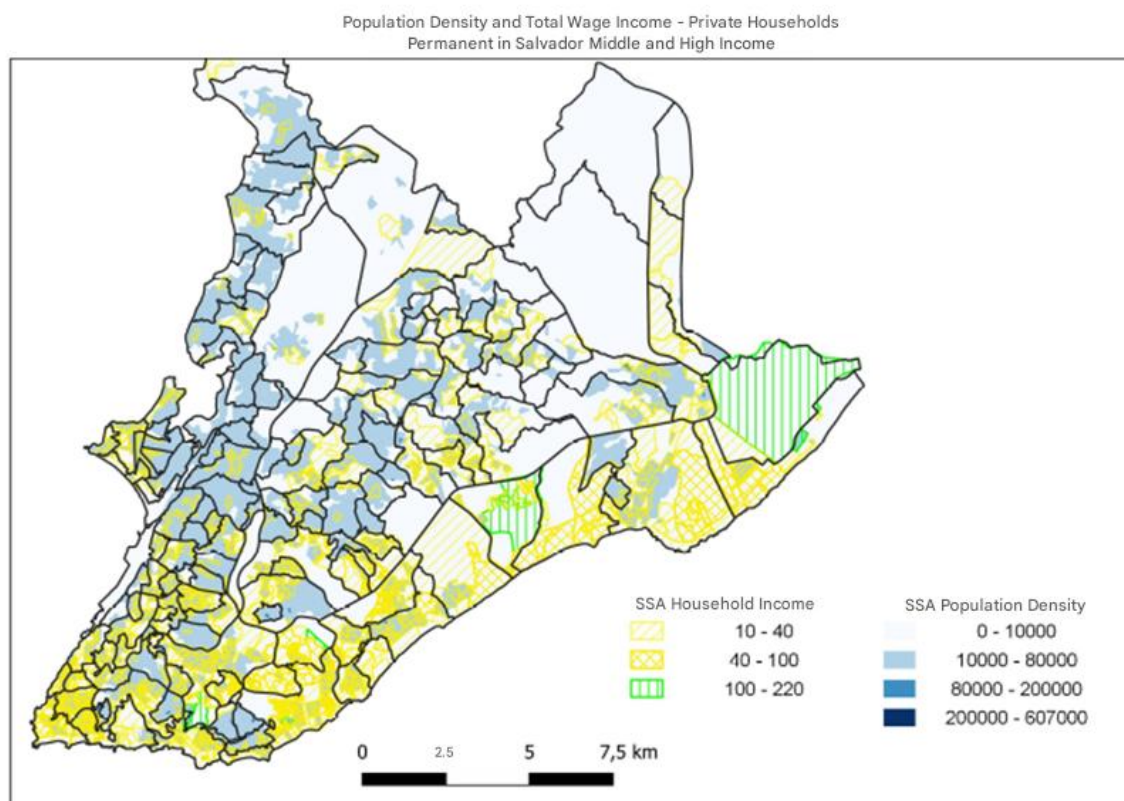 Population Density and Total Wage Income - Private Households
Permanent in Salvador Middle and High Income
SSA Household Income
10 - 40
40 - 100
100 - 220
SSA Population Density
0 - 10000
10000 - 80000
80000 - 200000
200000 - 607000
0 2.5 5 7,5 km